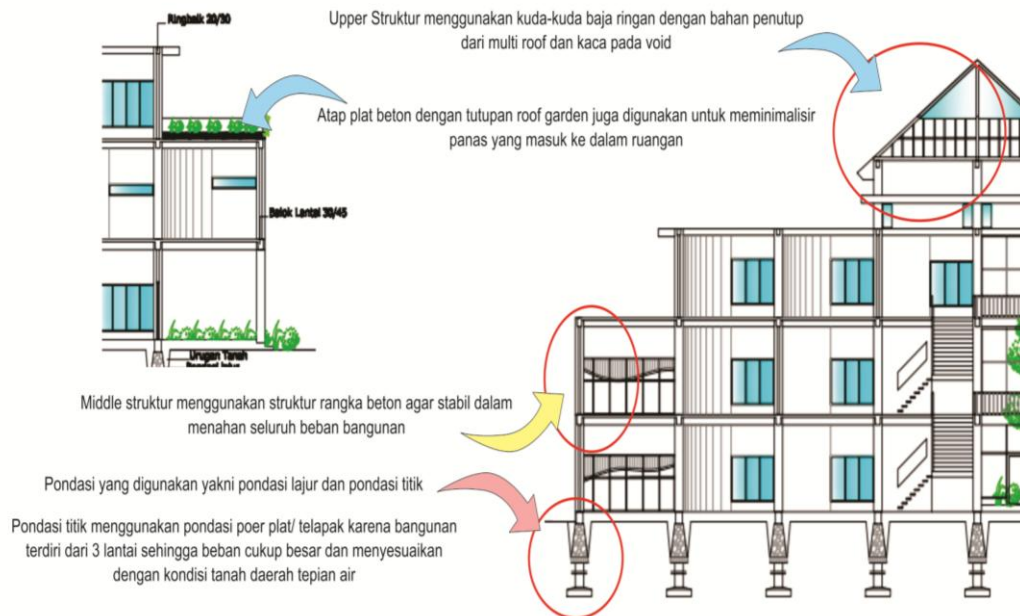 Ringbalk 20/30
Upper Struktur menggunakan kuda-kuda baja ringan dengan bahan penutup
dari multi roof dan kaca pada void
Atap plat beton dengan tutupan roof garden juga digunakan untuk meminimalisir
panas yang masuk ke dalam ruangan
Balok Lantai 30/45
Urugan Tanah
Middle struktur menggunakan struktur rangka beton agar stabil dalam
menahan seluruh beban bangunan
Pondasi yang digunakan yakni pondasi lajur dan pondasi titik
Pondasi titik menggunakan pondasi poer plat/ telapak karena bangunan
terdiri dari 3 lantai sehingga beban cukup besar dan menyesuaikan
dengan kondisi tanah daerah tepian air